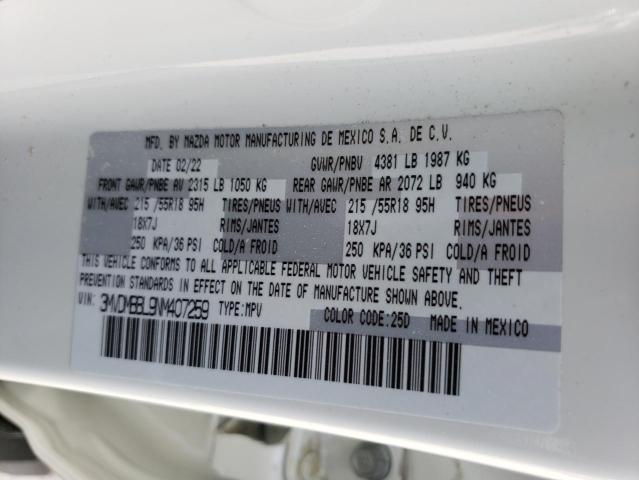 MFD. BY MAZDA MOTOR MANUFACTURING DE MEXICO S.A. DE C.V.
DATE 02/22 GVWR/PNBV 4381 LB 1987 KG
FRONT GAWR/PNBE AV 2315 LB 1050 KG REAR GAWR/PNBE AR 2072 LB 940 KG
WITH/AVEC 215 /55R18 95H TIRES/PNEUS WITH/AVEC 215 /55R18 95H TIRES/PNEUS
18X7J RIMS/JANTES 18X7J RIMS/JANTES
250 KPA/36 PSI COLD/A FROID 250 KPA/36 PSI COLD/A FROID
THIS VEHICLE CONFORMS TO ALL APPLICABLE FEDERAL MOTOR VEHICLE SAFETY AND THEFT
PREVENTION STANDARDS IN EFFECT ON THE DATE OF MANUFACTURE SHOWN ABOVE.
VIN: 3MVDMBBL9NM407259 TYPE: MPV COLOR CODE: 25D MADE IN MEXICO